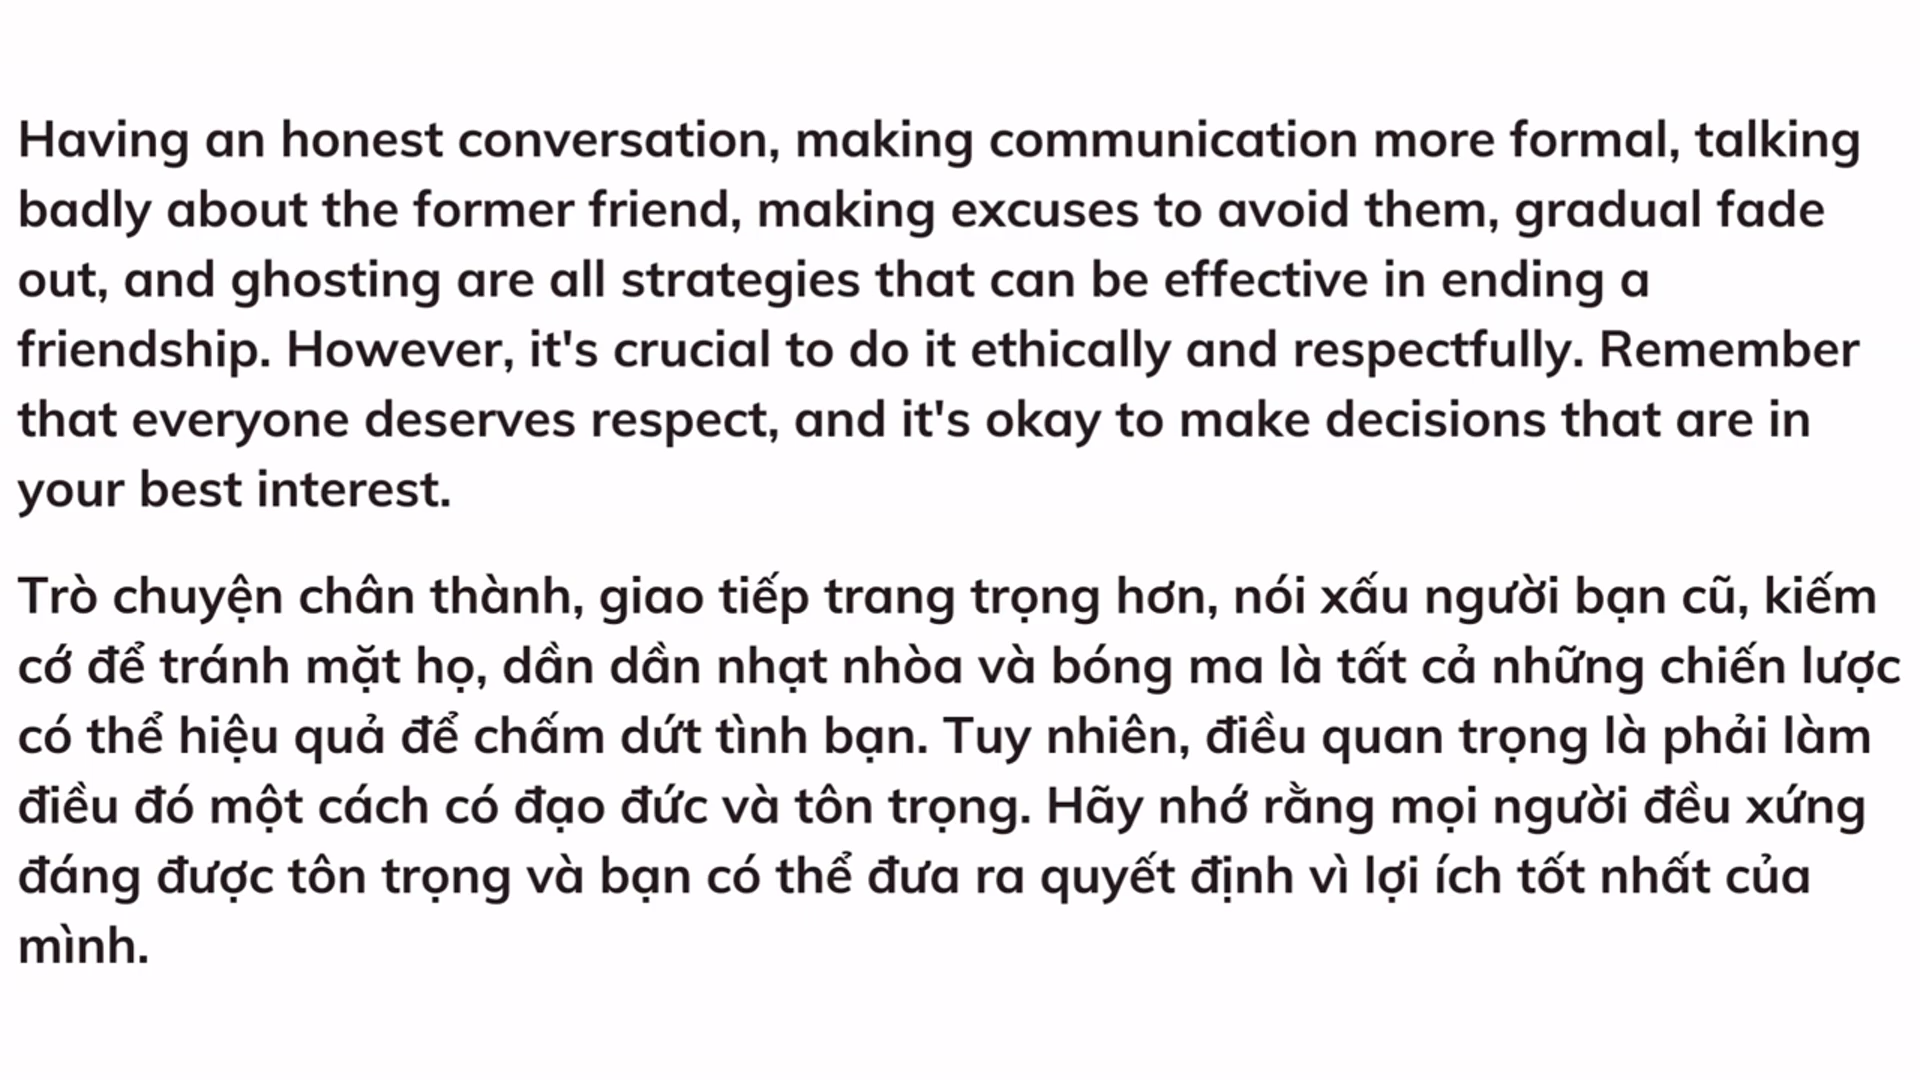 Having an honest conversation, making communication more formal, talking
badly about the former friend, making excuses to avoid them, gradual fade
out, and ghosting are all strategies that can be effective in ending a
friendship. However, it's crucial to do it ethically and respectfully. Remember
that everyone deserves respect, and it's okay to make decisions that are in
your best interest.
Trò chuyện chân thành, giao tiếp trang trọng hơn, nói xấu người bạn cũ, kiếm
cớ để tránh mặt họ, dần dần nhạt nhòa và bóng ma là tất cả những chiến lược
có thể hiệu quả để chấm dứt tình bạn. Tuy nhiên, điều quan trọng là phải làm
điều đó một cách có đạo đức và tôn trọng. Hãy nhớ rằng mọi người đều xứng
đáng được tôn trọng và bạn có thể đưa ra quyết định vì lợi ích tốt nhất của
mình.